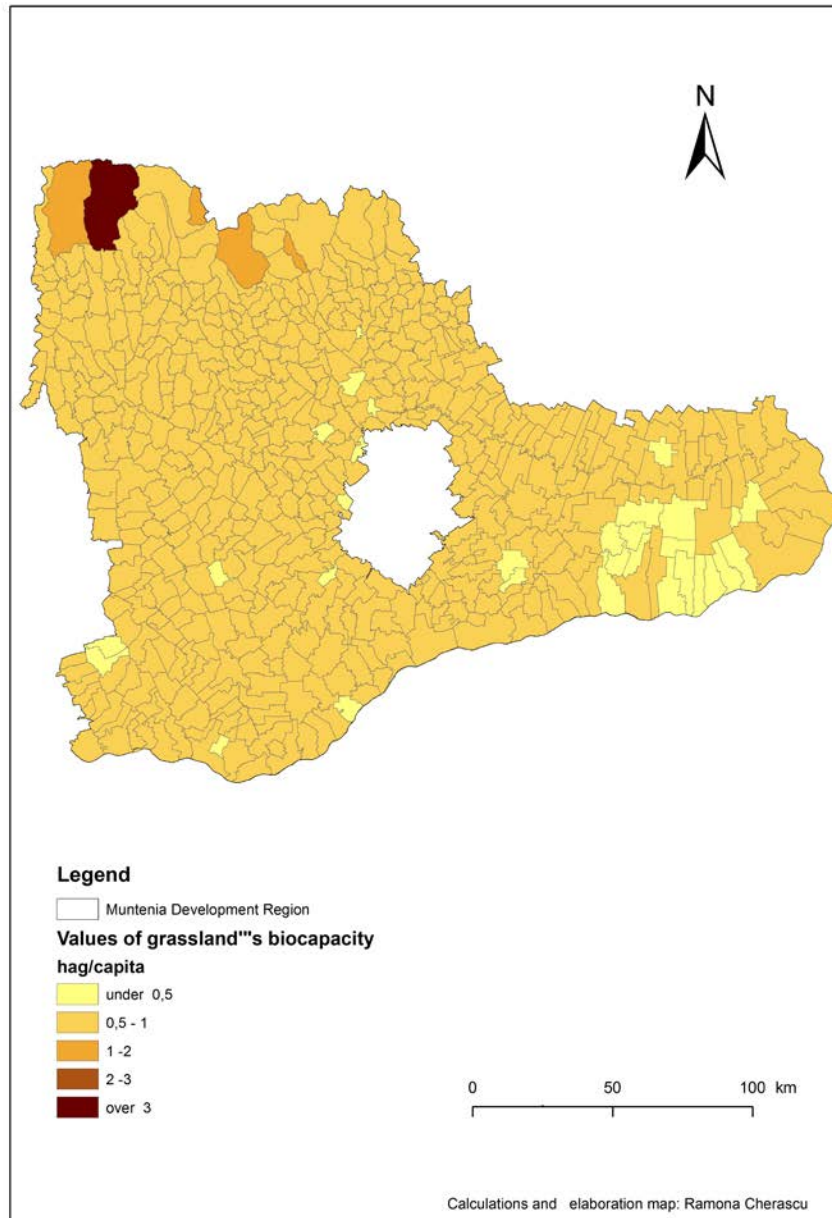 N
Legend
Muntenia Development Region
Values of grassland'''s biocapacity
hag/capita
under 0,5
0,5 - 1
1 -2
2 -3
over 3
0 50 100 km
Calculations and elaboration map: Ramona Cherascu